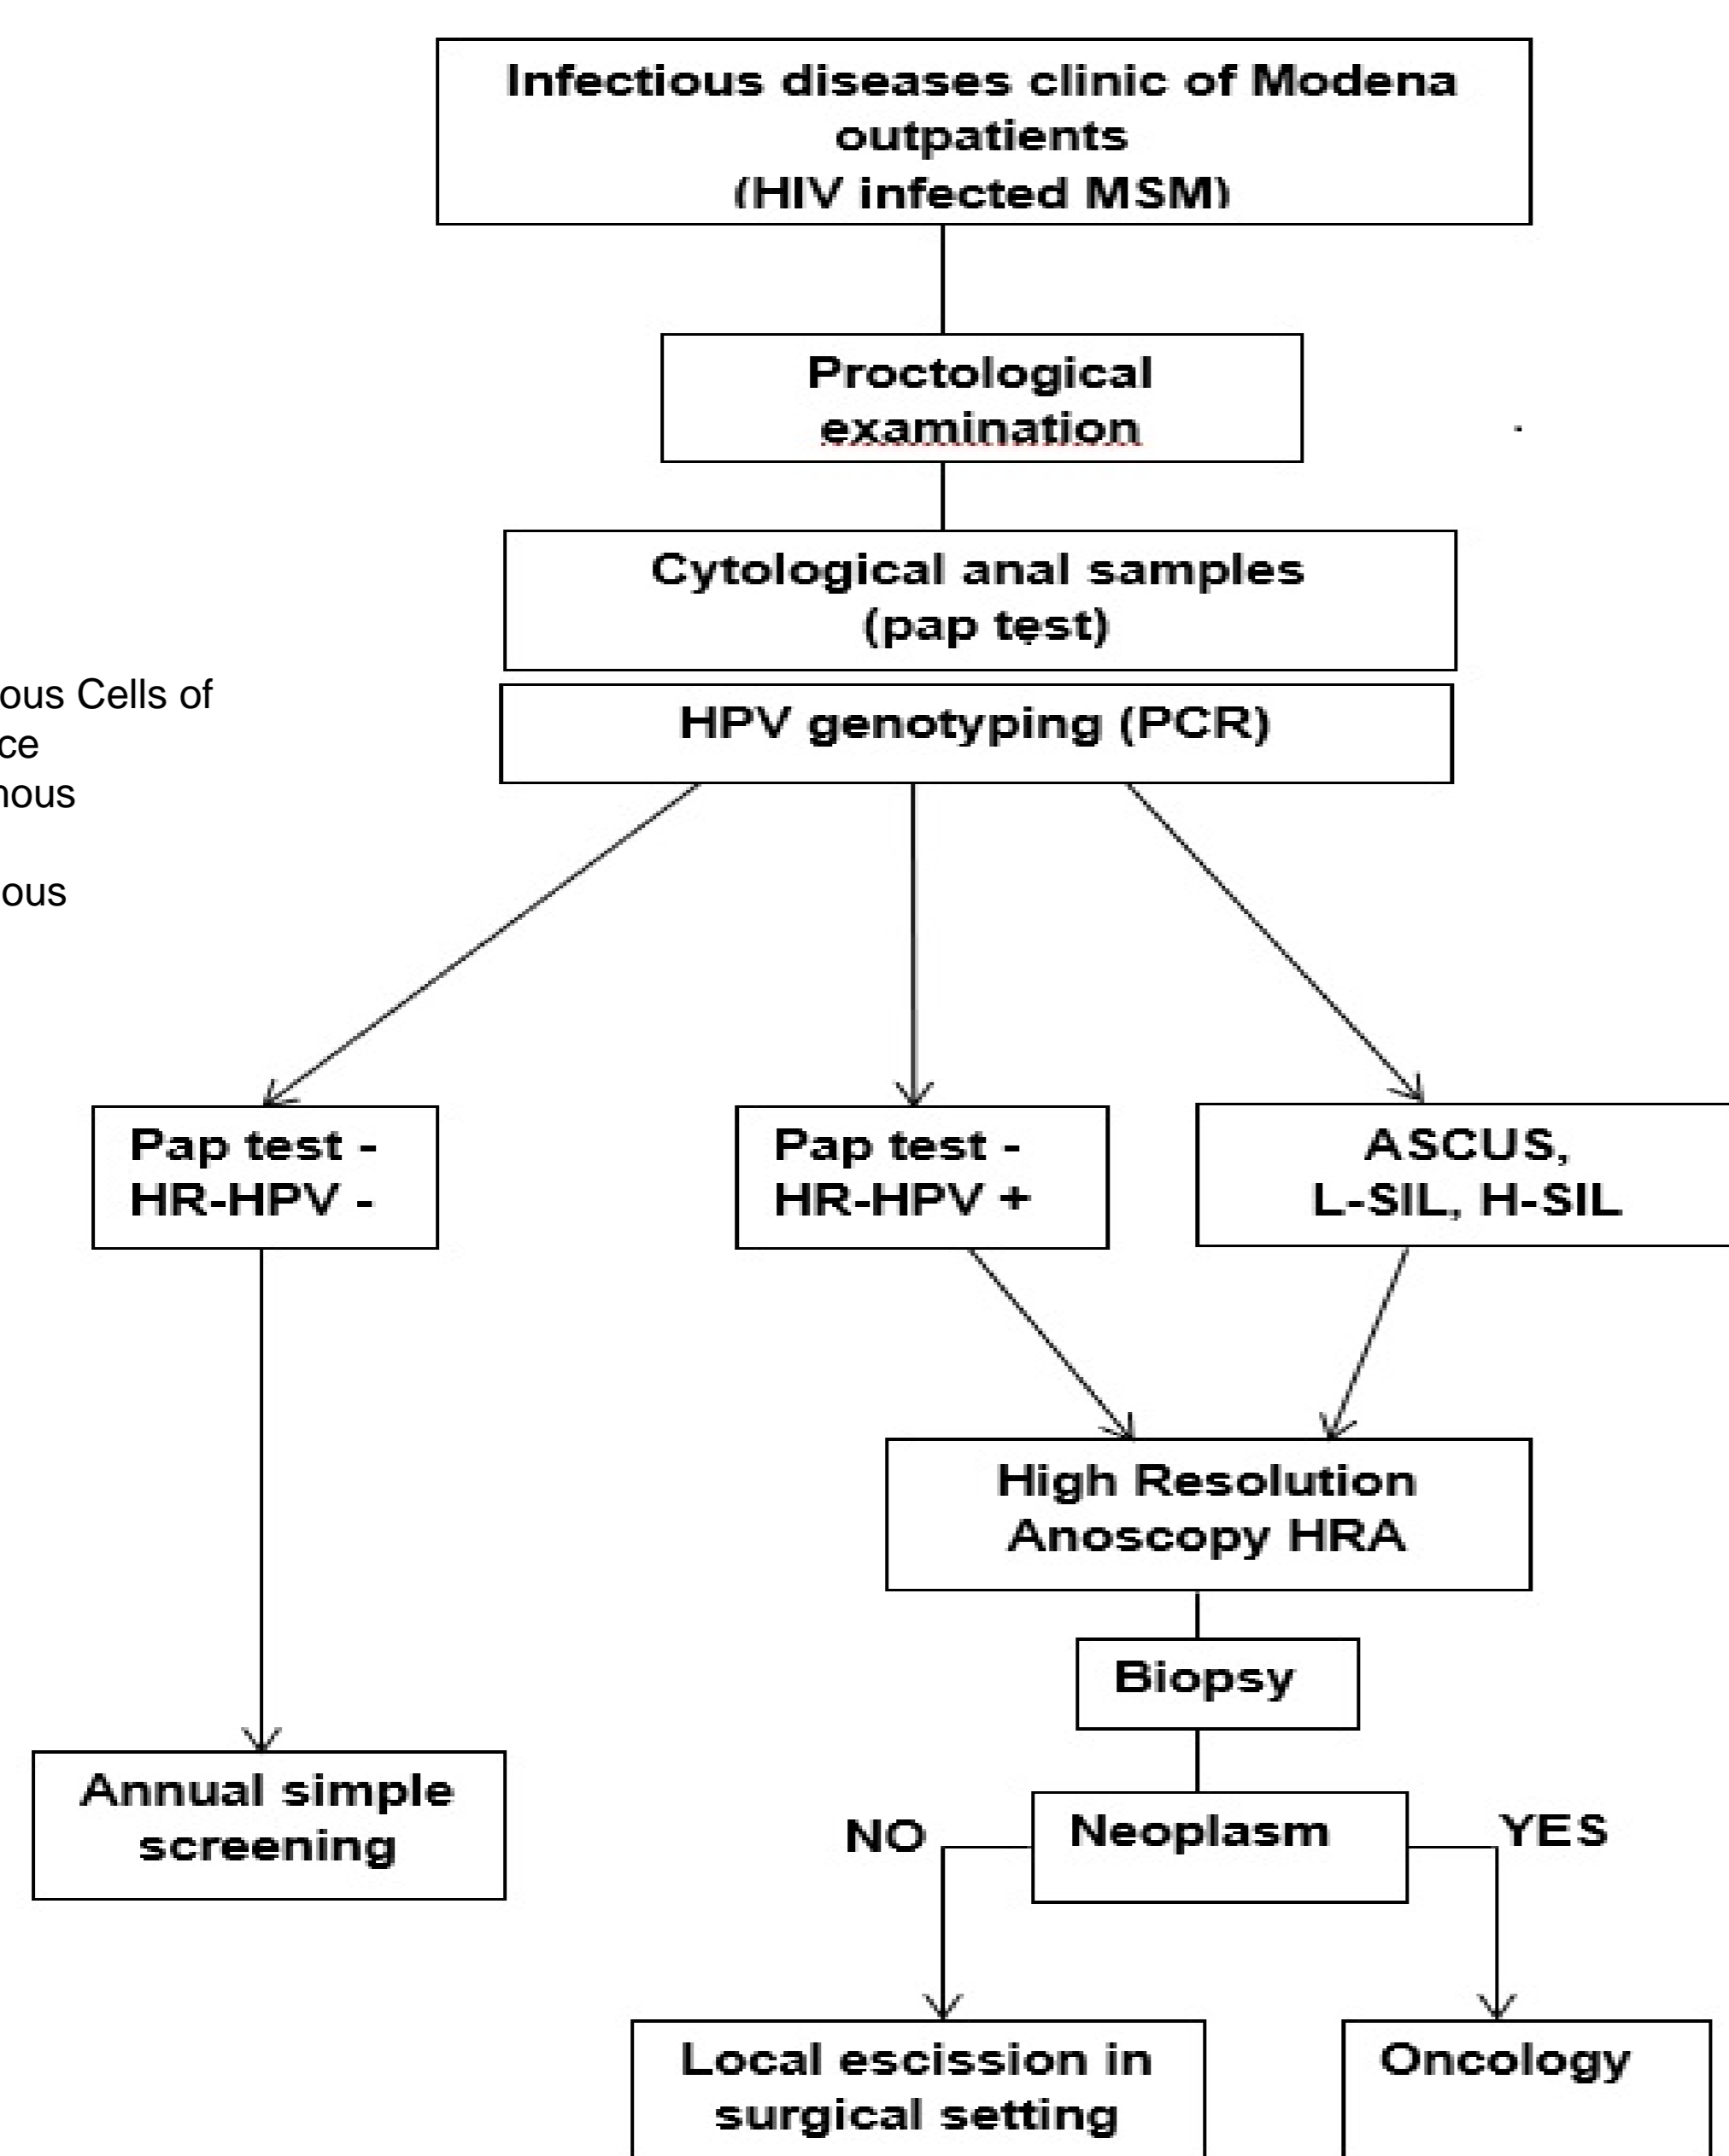 Infectious diseases clinic of Modena
outpatients
(HIV infected MSM)
Proctological
examination
Cytological anal samples
(pap test)
HPV genotyping (PCR)
ous Cells of
ce
nous
ous
Pap test -
HR-HPV -
Pap test -
HR-HPV +
ASCUS,
L-SIL, H-SIL
High Resolution
Anoscopy HRA
Biopsy
Annual simple
screening
NO
Neoplasm
YES
Local escission in
surgical setting
Oncology